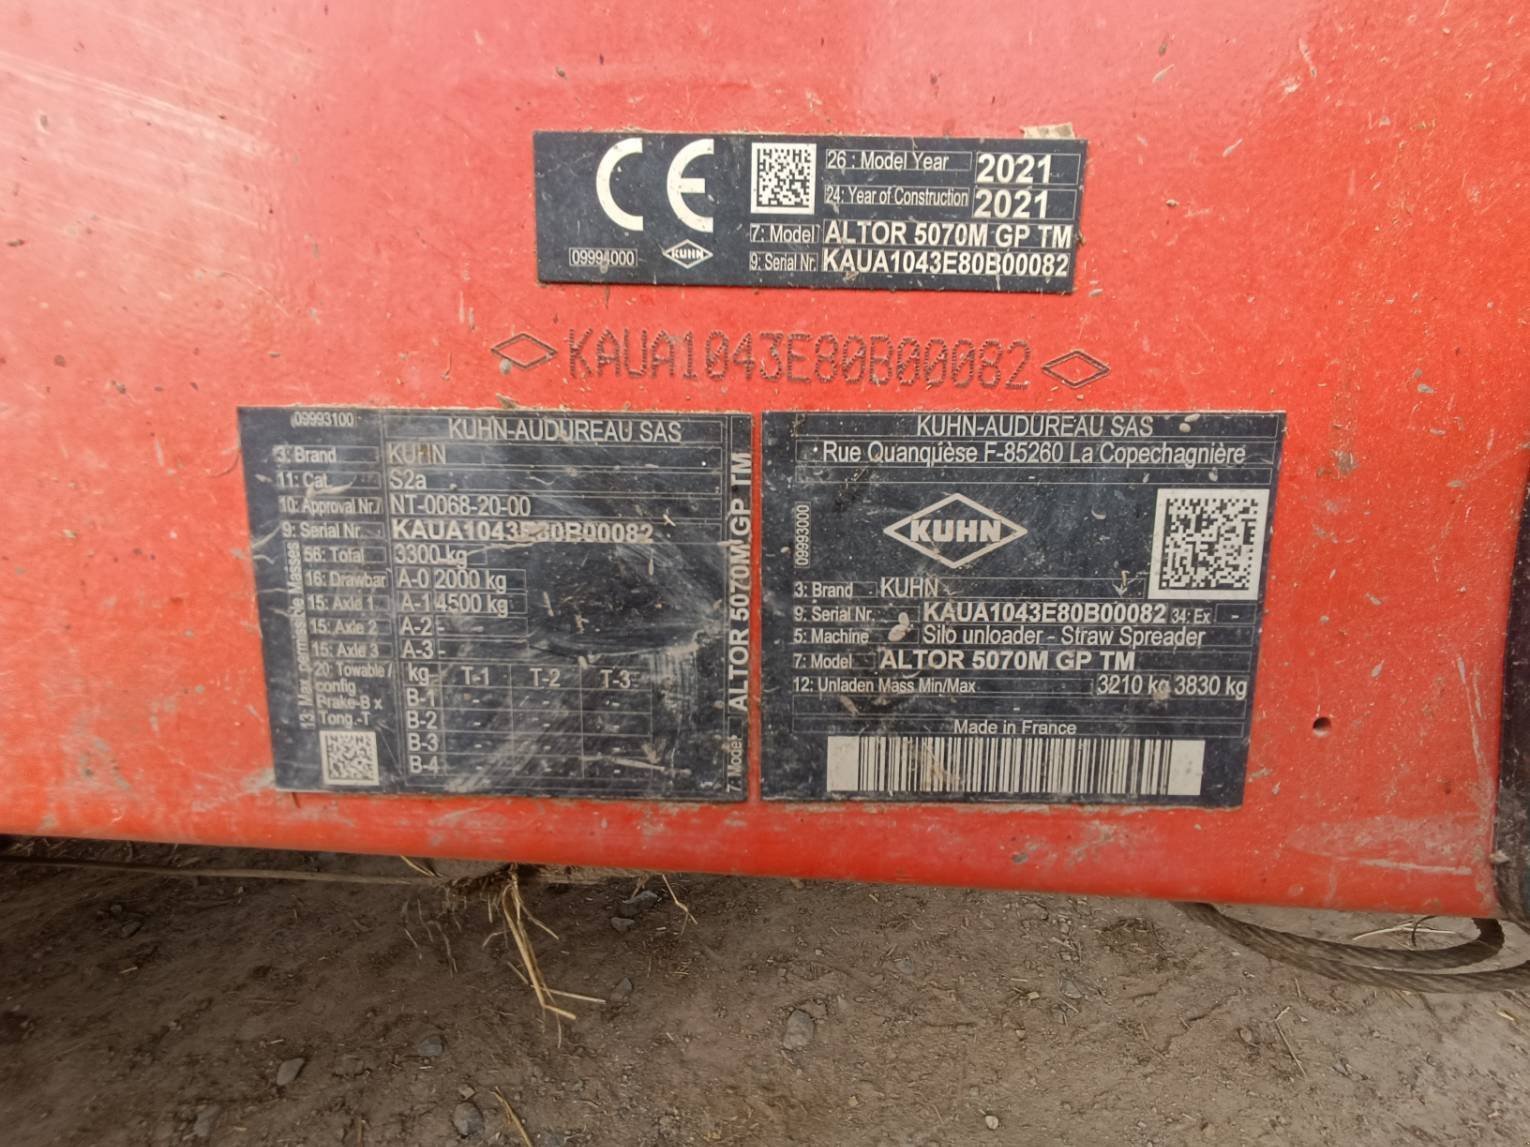 CE
26 : Model Year 2021
24: Year of Construction 2021
7: Model ALTOR 5070M GP TM
09994000 KUHN 9: Serial Nr. KAUA1043E80B00082
KAUA1043E80B00082
09993100 KUHN-AUDUREAU SAS
3: Brand KUHN
11: Cat. S2a
10: Approval Nr. NT-0068-20-00
9: Serial Nr. KAUA1043E80B00082
13: Max. permissible Masses
56: Total 3300 kg
16: Drawbar A-0 2000 kg
15: Axle 1 A-1 4500 kg
15: Axle 2 A-2 -
15: Axle 3 A-3 -
20: Towable /
config
Brake-B x
Tong.-T
kg T-1 T-2 T-3
B-1 - - -
B-2 - - -
B-3 - - -
B-4 - - -
7: Model ALTOR 5070M GP TM
KUHN-AUDUREAU SAS
Rue Quanquèse F-85260 La Copechagnière
09993000
KUHN
3: Brand KUHN
9: Serial Nr. KAUA1043E80B00082 34: Ex -
5: Machine Silo unloader - Straw Spreader
7: Model ALTOR 5070M GP TM
12: Unladen Mass Min/Max 3210 kg 3830 kg
Made in France